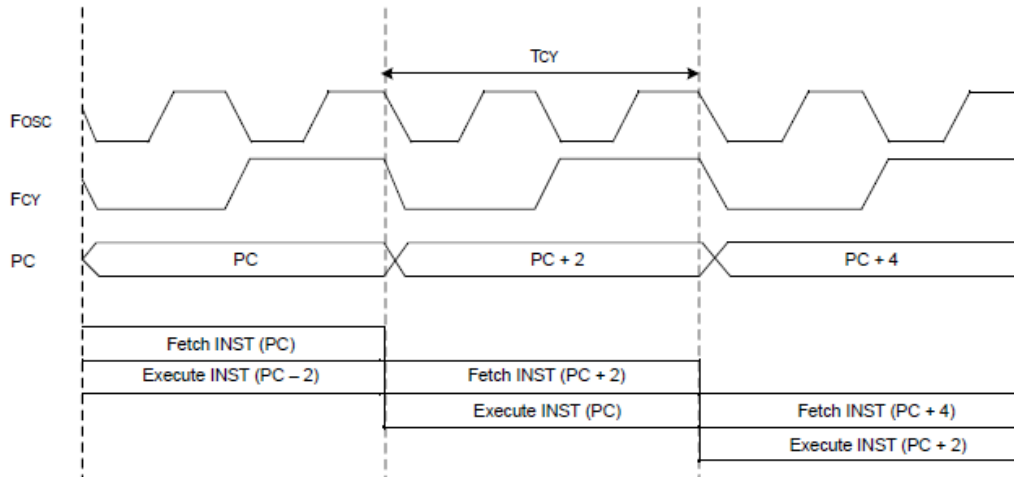 TCY
FOSC
FCY
PC PC PC + 2 PC + 4
Fetch INST (PC)
Execute INST (PC – 2) Fetch INST (PC + 2)
Execute INST (PC) Fetch INST (PC + 4)
Execute INST (PC + 2)